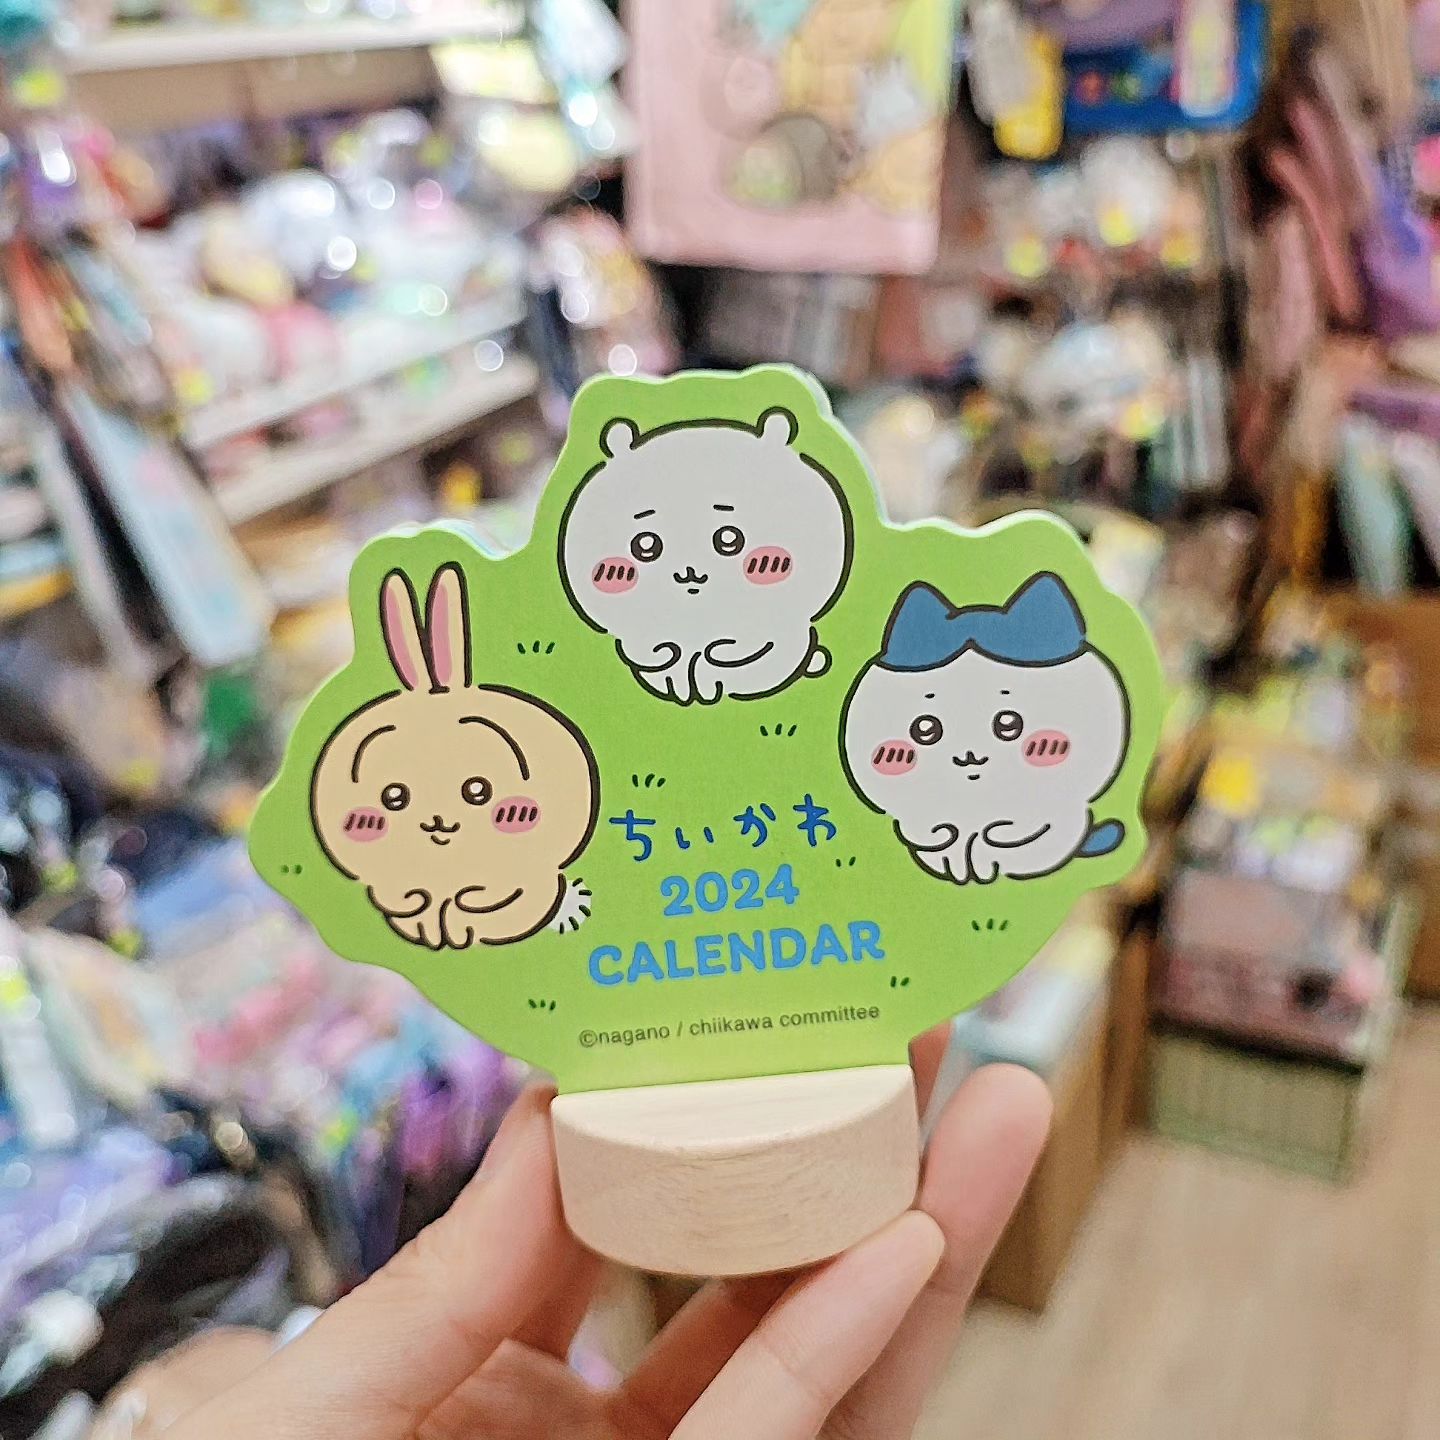 ちいかわ
2024
CALENDAR
©nagano / chiikawa committee